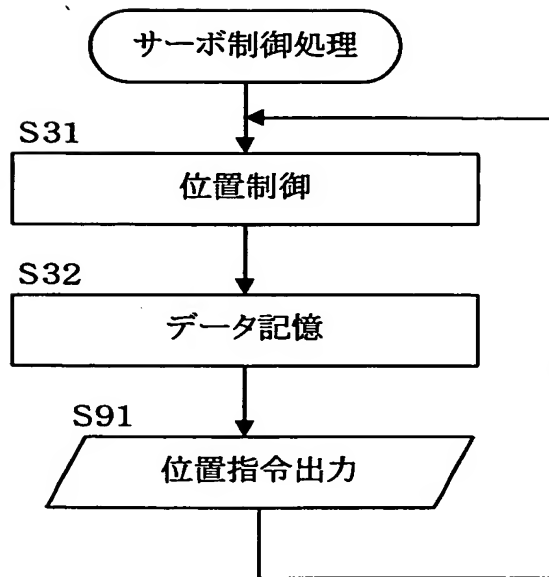 サーボ制御処理
S31
位置制御
S32
データ記憶
S91
位置指令出力